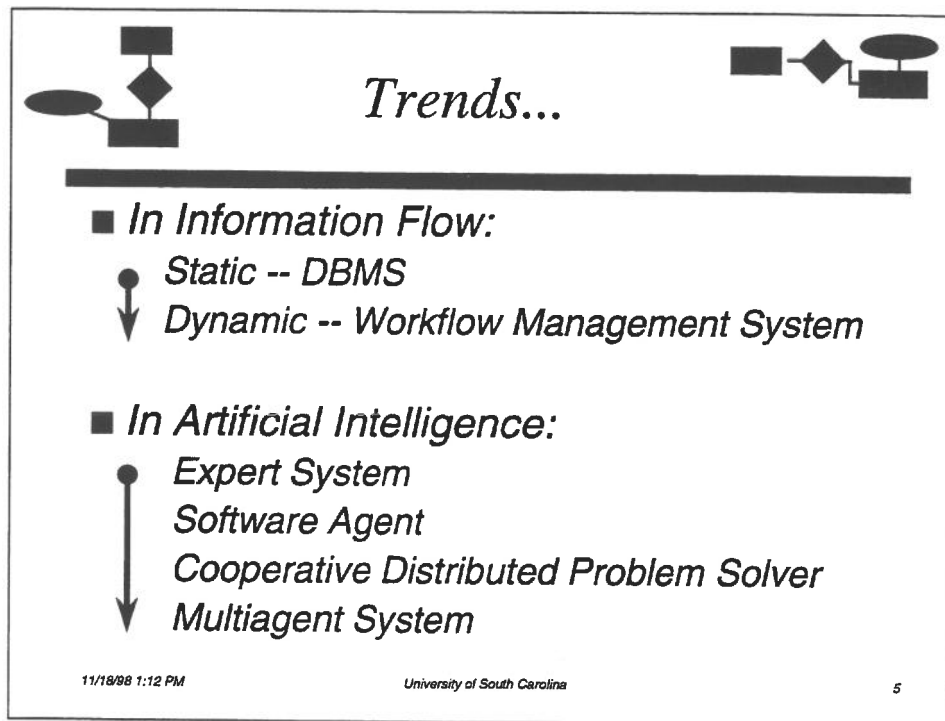 Trends...
In Information Flow:
Static -- DBMS
Dynamic -- Workflow Management System
In Artificial Intelligence:
Expert System
Software Agent
Cooperative Distributed Problem Solver
Multiagent System
11/18/98 1:12 PM University of South Carolina 5